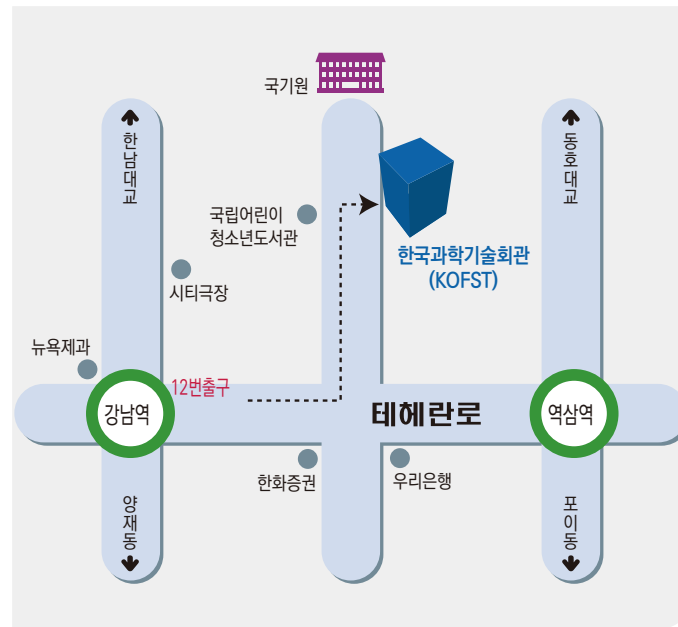 국기원
한남대교
동호대교
국립어린이
청소년도서관
한국과학기술회관
(KOFST)
시티극장
뉴욕제과
12번출구
강남역
테헤란로
역삼역
한화증권
우리은행
양재동
포이동